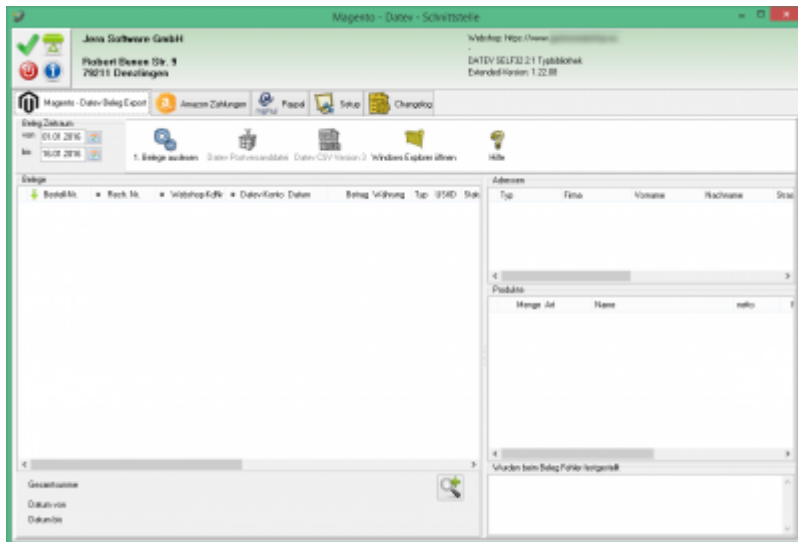 Magento - Datev - Schnittstelle
Jera Software GmbH
Robert Bunsen Str. 9
79211 Denzlingen
Webshop: https://www.
-
DATEV SELF32 2.1 Typbibliothek
Extended-Version: 1.22.88
Magento - Datev Beleg Export
Amazon Zahlungen
Paypal
Setup
Changelog
Beleg Zeitraum
von 01.01.2016
bis 16.01.2016
1. Belege auslesen
Datev Postversanddatei
Datev CSV Version 3
Windows Explorer öffnen
Hilfe
Belege
Bestell-Nr. Rech. Nr. Webshop-KdNr Datev-Konto Datum Betrag Währung Typ UStID
Adressen
Typ Firma Vorname Nachname
Produkte
Menge Art Name netto
Wurden beim Beleg Fehler festgestellt
Gesamtsumme
Datum von
Datum bis